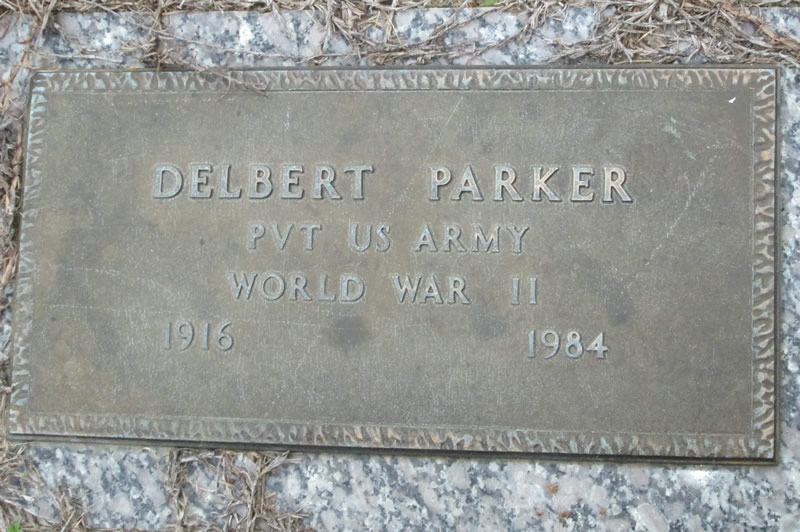 DELBERT PARKER
PVT US ARMY
WORLD WAR II
1916 1984